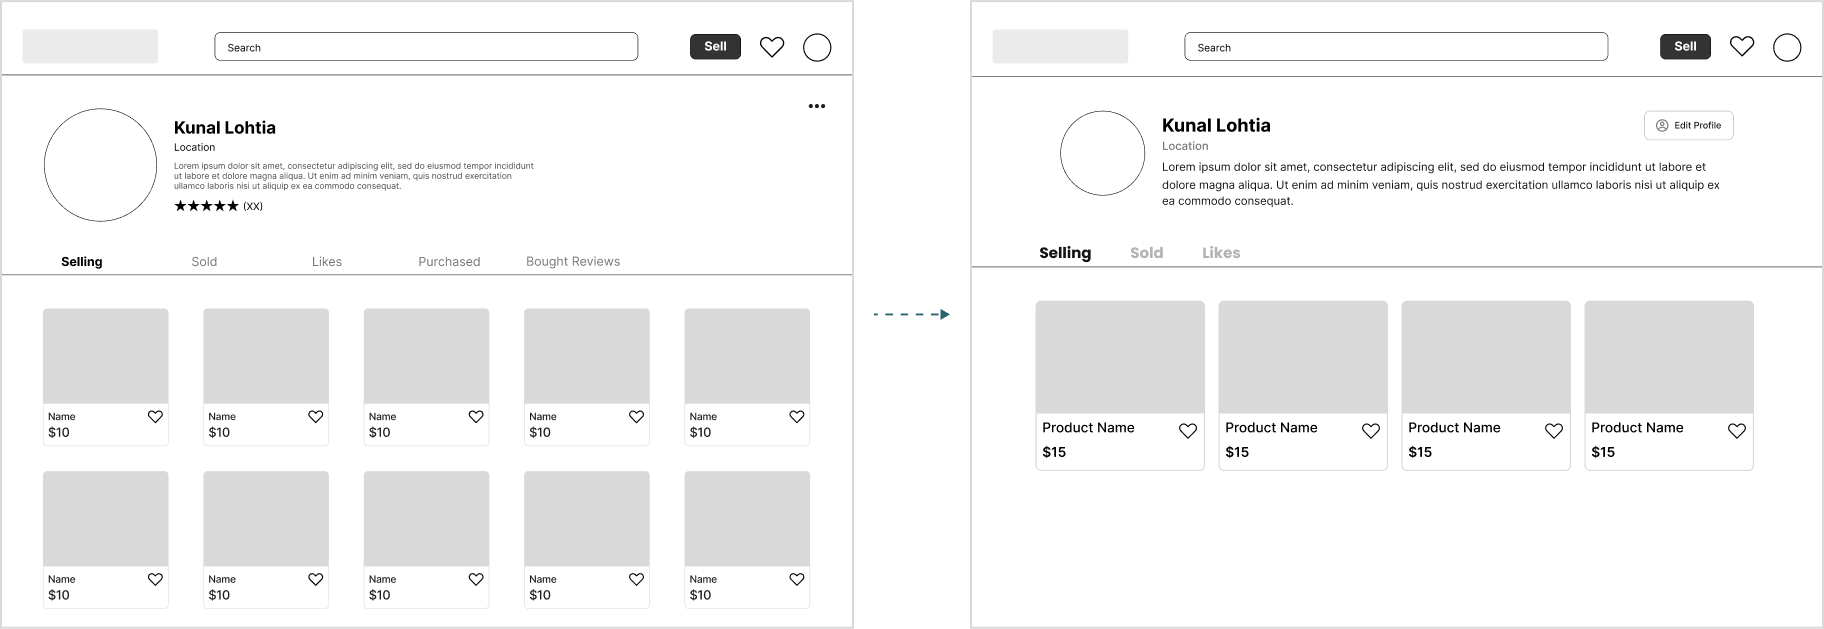 Search
Sell
Kunal Lohtia
Location
Lorem ipsum dolor sit amet, consectetur adipiscing elit, sed do eiusmod tempor incididunt
ut labore et dolore magna aliqua. Ut enim ad minim veniam, quis nostrud exercitation
ullamco laboris nisi ut aliquip ex ea commodo consequat.
★★★★★ (XX)
Selling Sold Likes Purchased Bought Reviews
Name Name Name Name Name
$10 $10 $10 $10 $10
Name Name Name Name Name
$10 $10 $10 $10 $10
Search
Sell
Kunal Lohtia
Edit Profile
Location
Lorem ipsum dolor sit amet, consectetur adipiscing elit, sed do eiusmod tempor incididunt ut labore et
dolore magna aliqua. Ut enim ad minim veniam, quis nostrud exercitation ullamco laboris nisi ut aliquip ex
ea commodo consequat.
Selling Sold Likes
Product Name Product Name Product Name Product Name
$15 $15 $15 $15